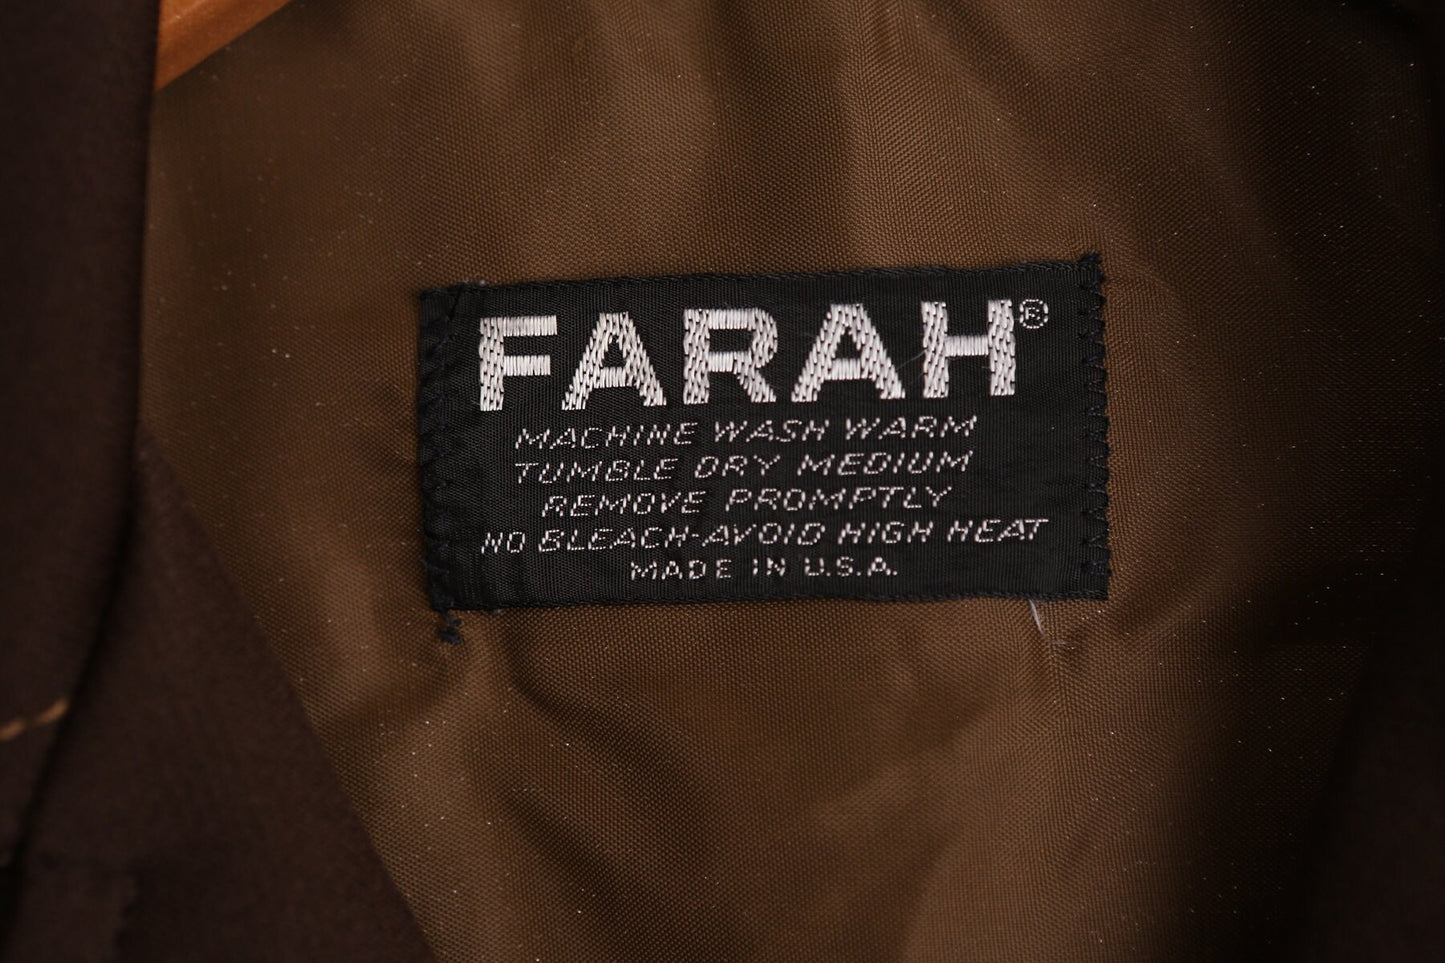 FARAH®
MACHINE WASH WARM
TUMBLE DRY MEDIUM
REMOVE PROMPTLY
NO BLEACH-AVOID HIGH HEAT
MADE IN U.S.A.